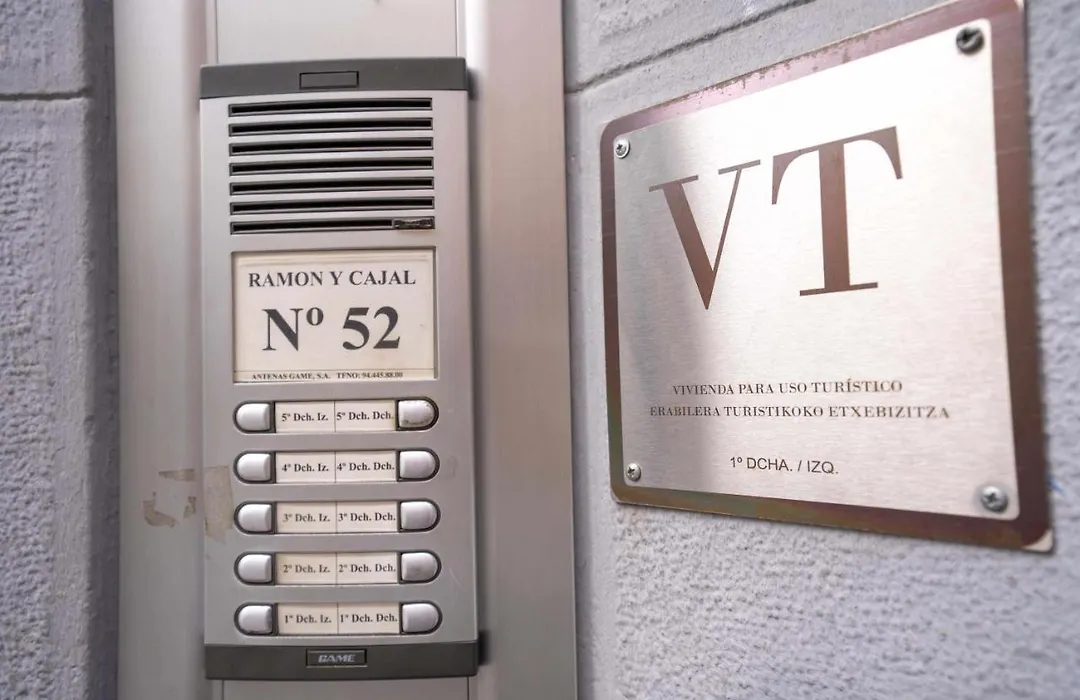 RAMON Y CAJAL
Nº 52
ANTENAS GAME, S.A. TFNO: 94.445.88.00
5º Dch. Iz. 5º Dch. Dch.
4º Dch. Iz. 4º Dch. Dch.
3º Dch. Iz. 3º Dch. Dch.
2º Dch. Iz. 2º Dch. Dch.
1º Dch. Iz. 1º Dch. Dch.
GAME
VT
VIVIENDA PARA USO TURÍSTICO
ERABILERA TURISTIKOKO ETXEBIZITZA
1º DCHA. / IZQ.